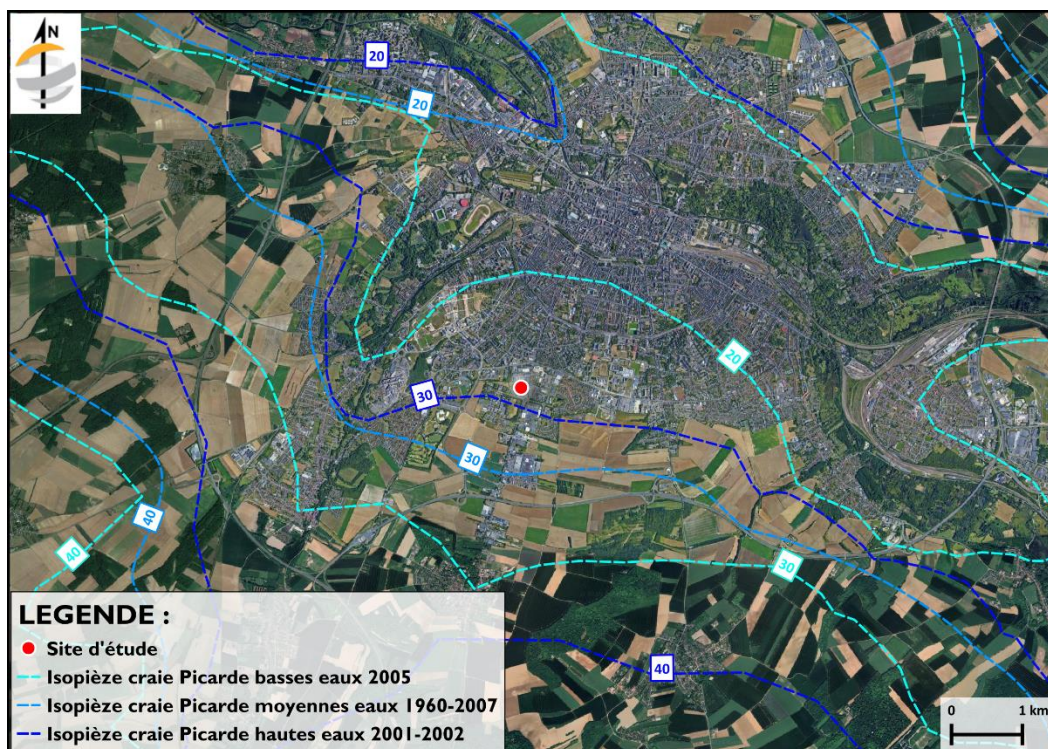 N
20
20
20
30
30
40
40
30
40
LEGENDE :
Site d'étude
Isopièze craie Picarde basses eaux 2005
Isopièze craie Picarde moyennes eaux 1960-2007
Isopièze craie Picarde hautes eaux 2001-2002
0 1 km